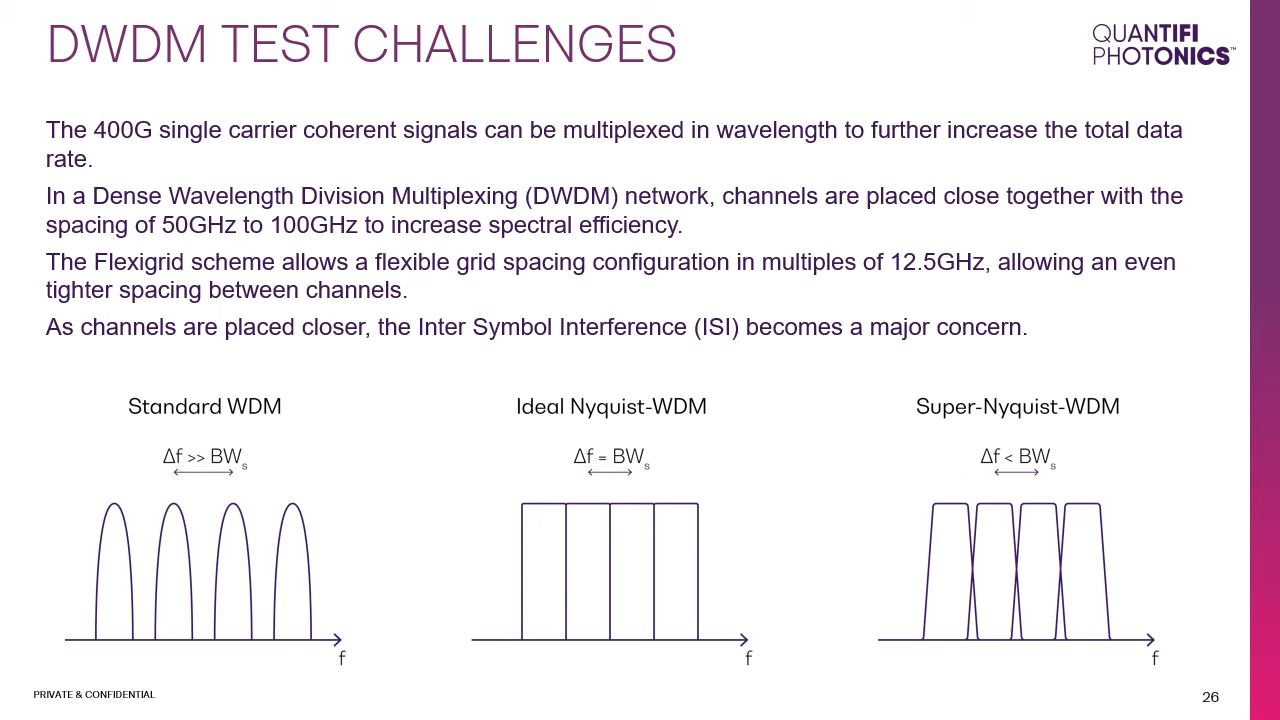 DWDM TEST CHALLENGES
QUANTIFI
PHOTONICS™
The 400G single carrier coherent signals can be multiplexed in wavelength to further increase the total data
rate.
In a Dense Wavelength Division Multiplexing (DWDM) network, channels are placed close together with the
spacing of 50GHz to 100GHz to increase spectral efficiency.
The Flexigrid scheme allows a flexible grid spacing configuration in multiples of 12.5GHz, allowing an even
tighter spacing between channels.
As channels are placed closer, the Inter Symbol Interference (ISI) becomes a major concern.
Standard WDM
Δf >> BWs
f
Ideal Nyquist-WDM
Δf = BWs
f
Super-Nyquist-WDM
Δf < BWs
f
PRIVATE & CONFIDENTIAL
26